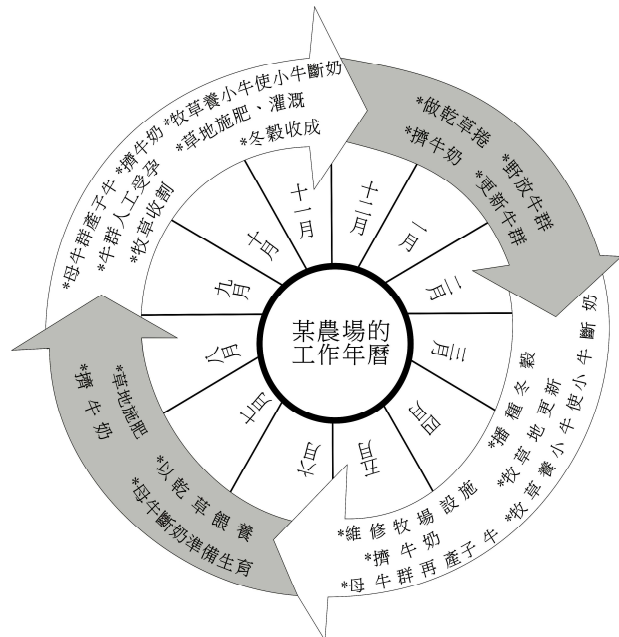 某農場的
工作年曆
十二月
一月
二月
三月
四月
五月
六月
七月
八月
九月
十月
十一月
*做乾草捲
*野放牛群
*擠牛奶
*更新牛群
*播種冬穀
*牧草地更新
*牧草養小牛使小牛斷奶
*維修牧場設施
*擠牛奶
*母牛群再產子牛
*草地施肥
*擠牛奶
*以乾草餵養
*母牛斷奶準備生育
*母牛群產子牛
*擠牛奶
*牧草養小牛使小牛斷奶
*牛群人工受孕
*草地施肥、灌溉
*牧草收割
*冬穀收成